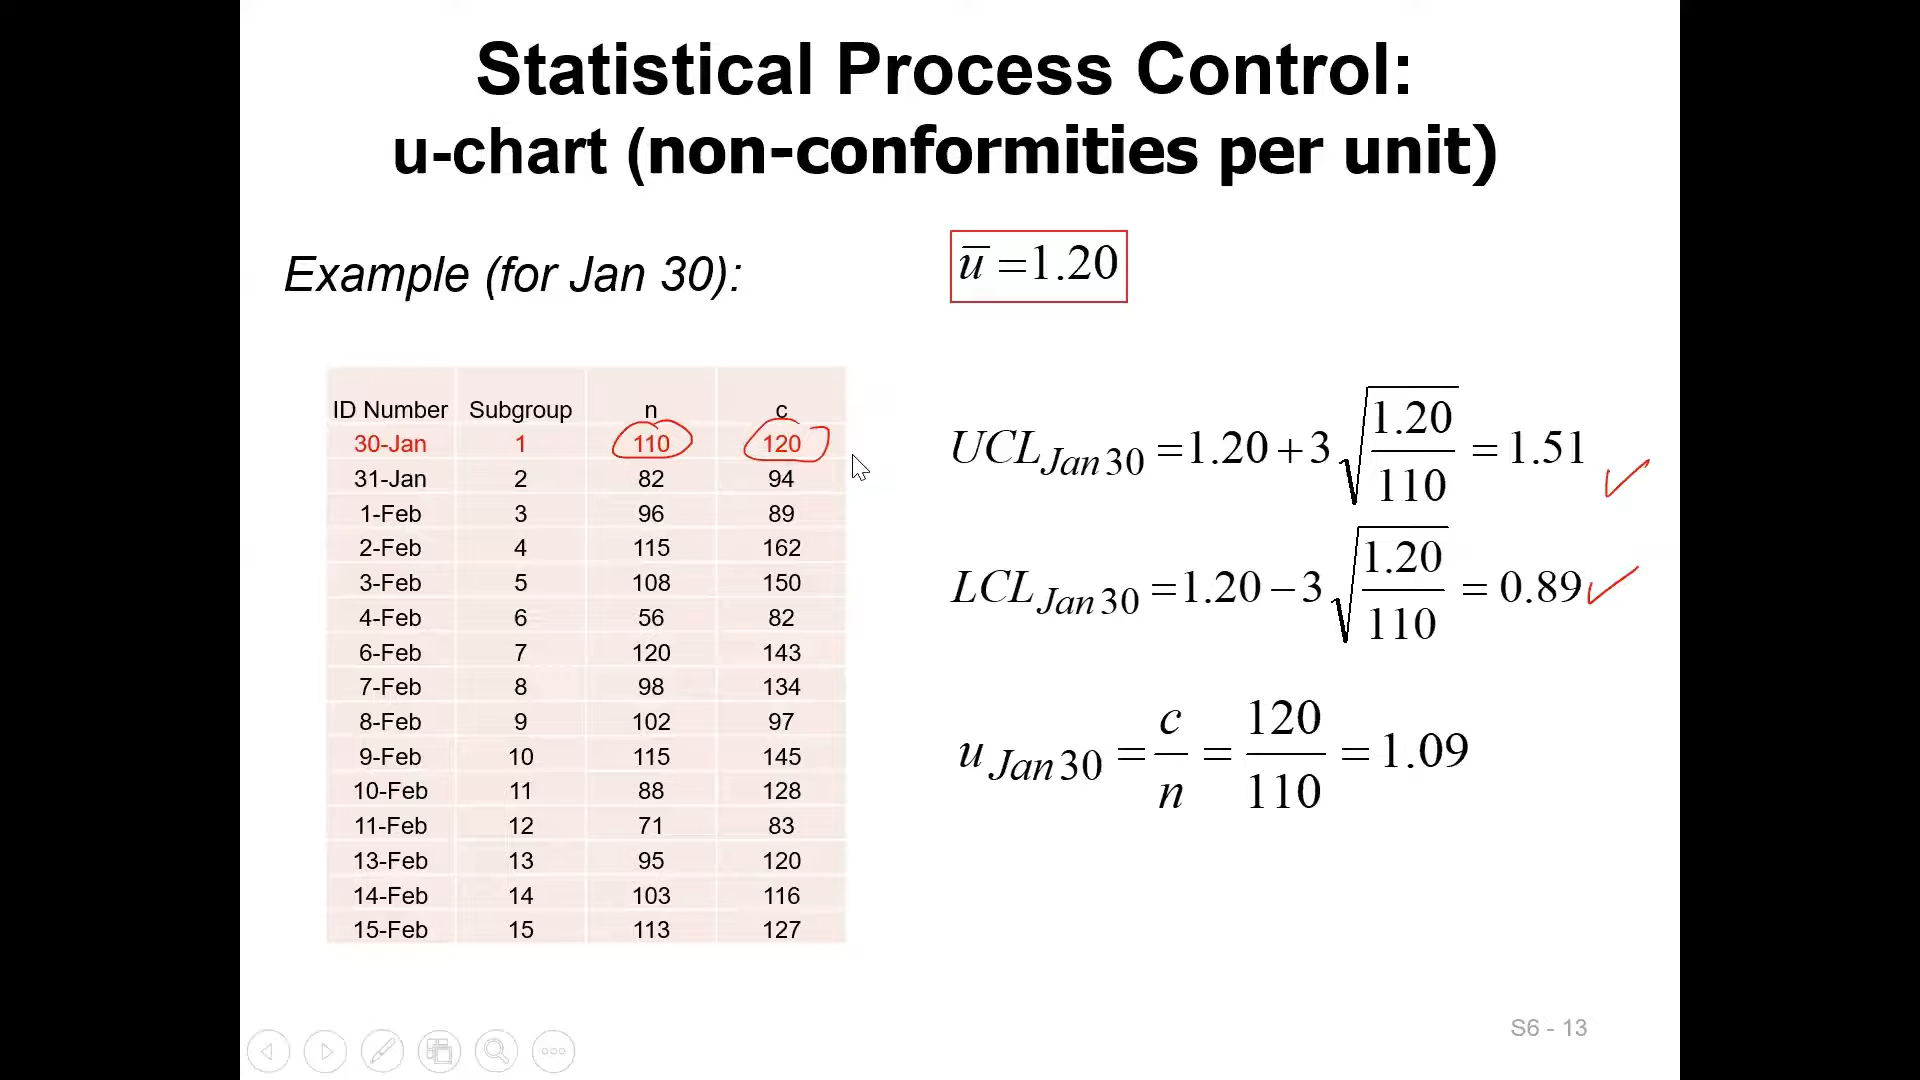 Statistical Process Control:
u-chart (non-conformities per unit)
Example (for Jan 30):
u̅ =1.20
ID Number Subgroup n c
30-Jan 1 110 120
31-Jan 2 82 94
1-Feb 3 96 89
2-Feb 4 115 162
3-Feb 5 108 150
4-Feb 6 56 82
6-Feb 7 120 143
7-Feb 8 98 134
8-Feb 9 102 97
9-Feb 10 115 145
10-Feb 11 88 128
11-Feb 12 71 83
13-Feb 13 95 120
14-Feb 14 103 116
15-Feb 15 113 127
UCL Jan 30 = 1.20 + 3 √(1.20/110) = 1.51
LCL Jan 30 = 1.20 − 3 √(1.20/110) = 0.89
u Jan 30 = c/n = 120/110 = 1.09
S6 - 13